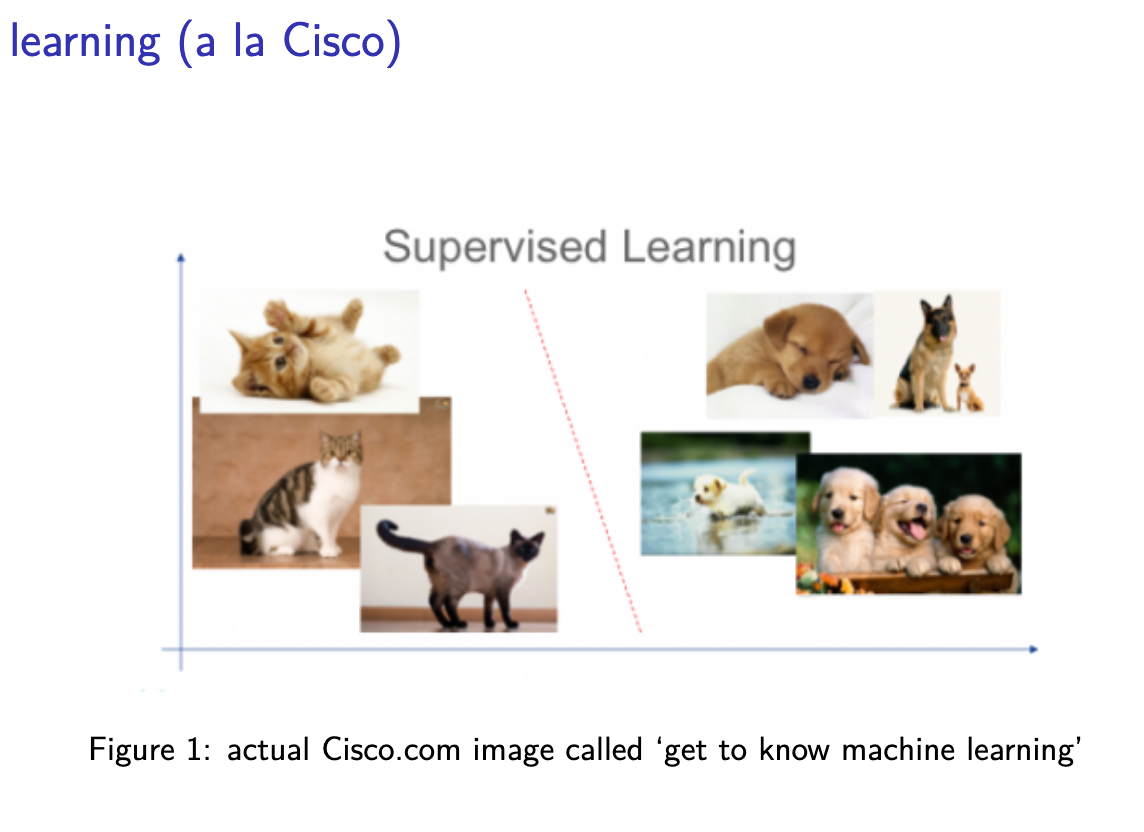 learning (a la Cisco)
Supervised Learning
Figure 1: actual Cisco.com image called ‘get to know machine learning’